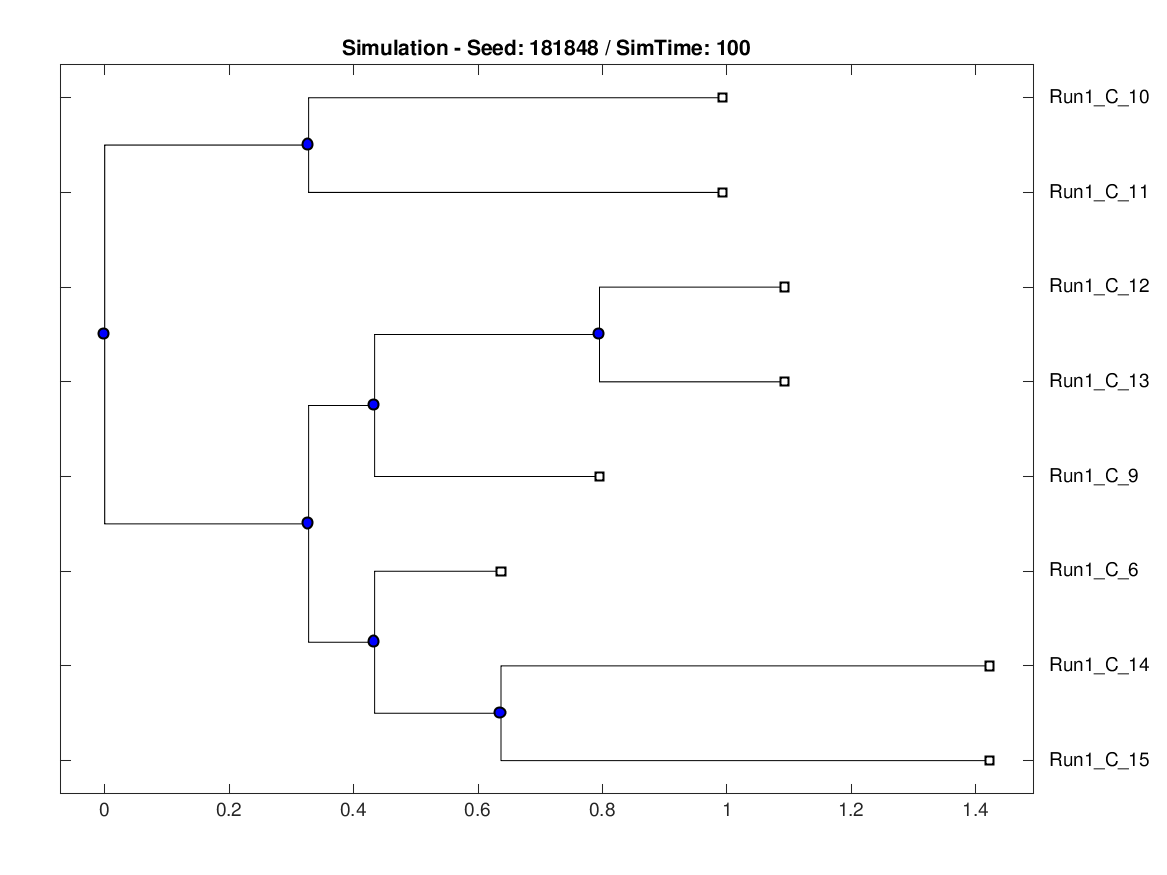 Simulation - Seed: 181848 / SimTime: 100
Run1_C_10
Run1_C_11
Run1_C_12
Run1_C_13
Run1_C_9
Run1_C_6
Run1_C_14
Run1_C_15
0 0.2 0.4 0.6 0.8 1 1.2 1.4